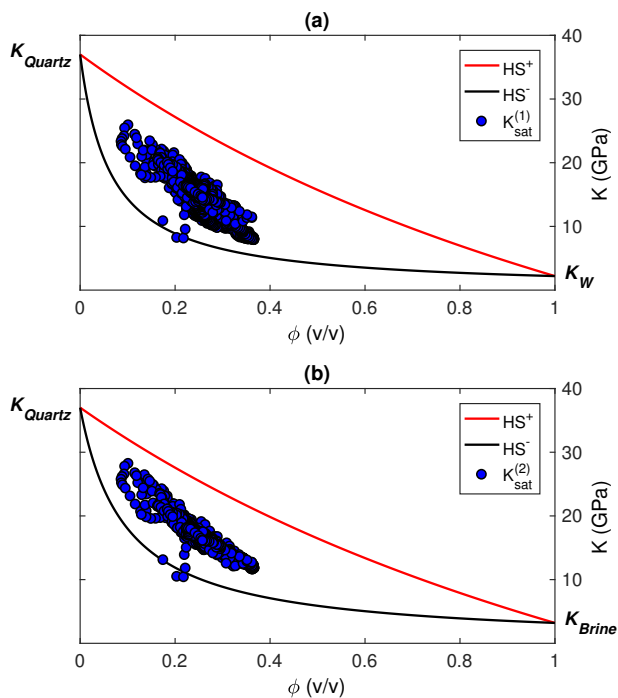 (a)
K_Quartz
40
30
20
10
K (GPa)
HS⁺
HS⁻
K_sat^(1)
K_W
0 0.2 0.4 0.6 0.8 1
ϕ (v/v)
(b)
K_Quartz
40
30
20
10
K (GPa)
HS⁺
HS⁻
K_sat^(2)
K_Brine
0 0.2 0.4 0.6 0.8 1
ϕ (v/v)